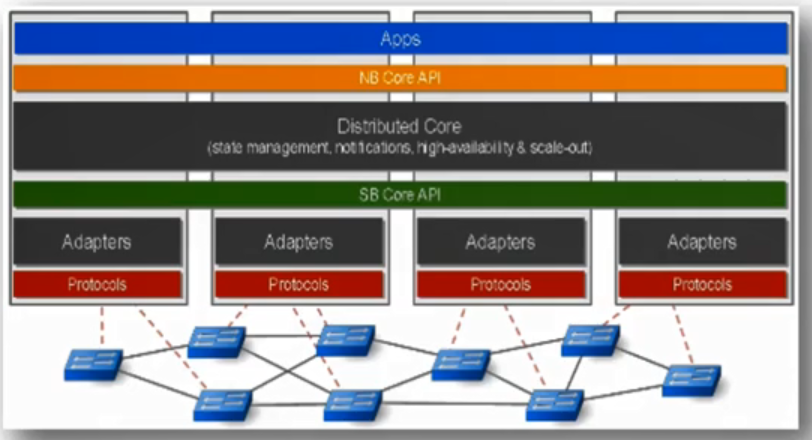 Apps
NB Core API
Distributed Core
(state management, notifications, high-availability & scale-out)
SB Core API
Adapters
Adapters
Adapters
Adapters
Protocols
Protocols
Protocols
Protocols